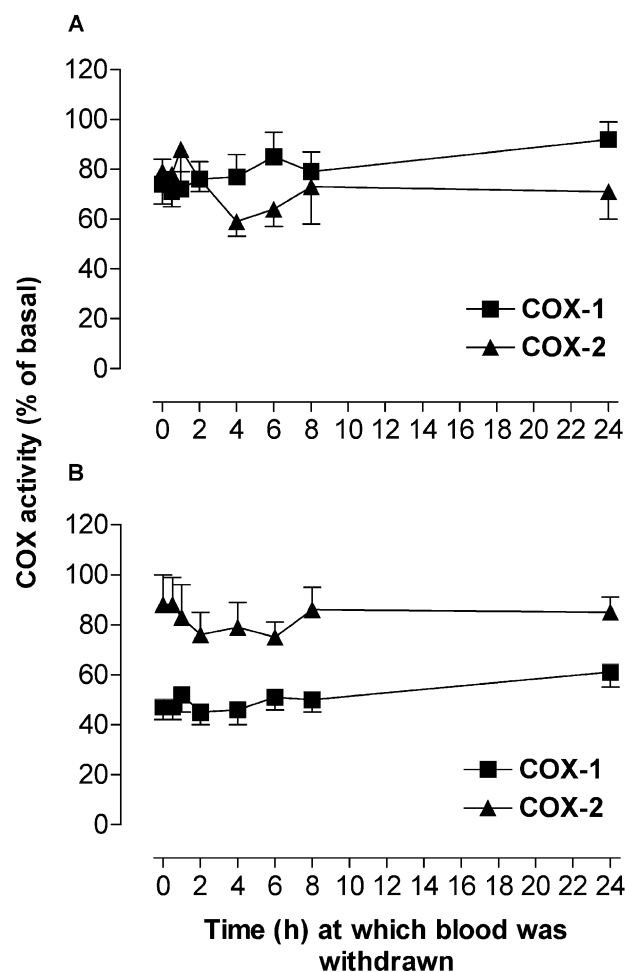 A
120
100
80
60
40
20
0
COX-1
COX-2
0 2 4 6 8 10 12 14 16 18 20 22 24
COX activity (% of basal)
B
120
100
80
60
40
20
0
COX-1
COX-2
0 2 4 6 8 10 12 14 16 18 20 22 24
Time (h) at which blood was
withdrawn